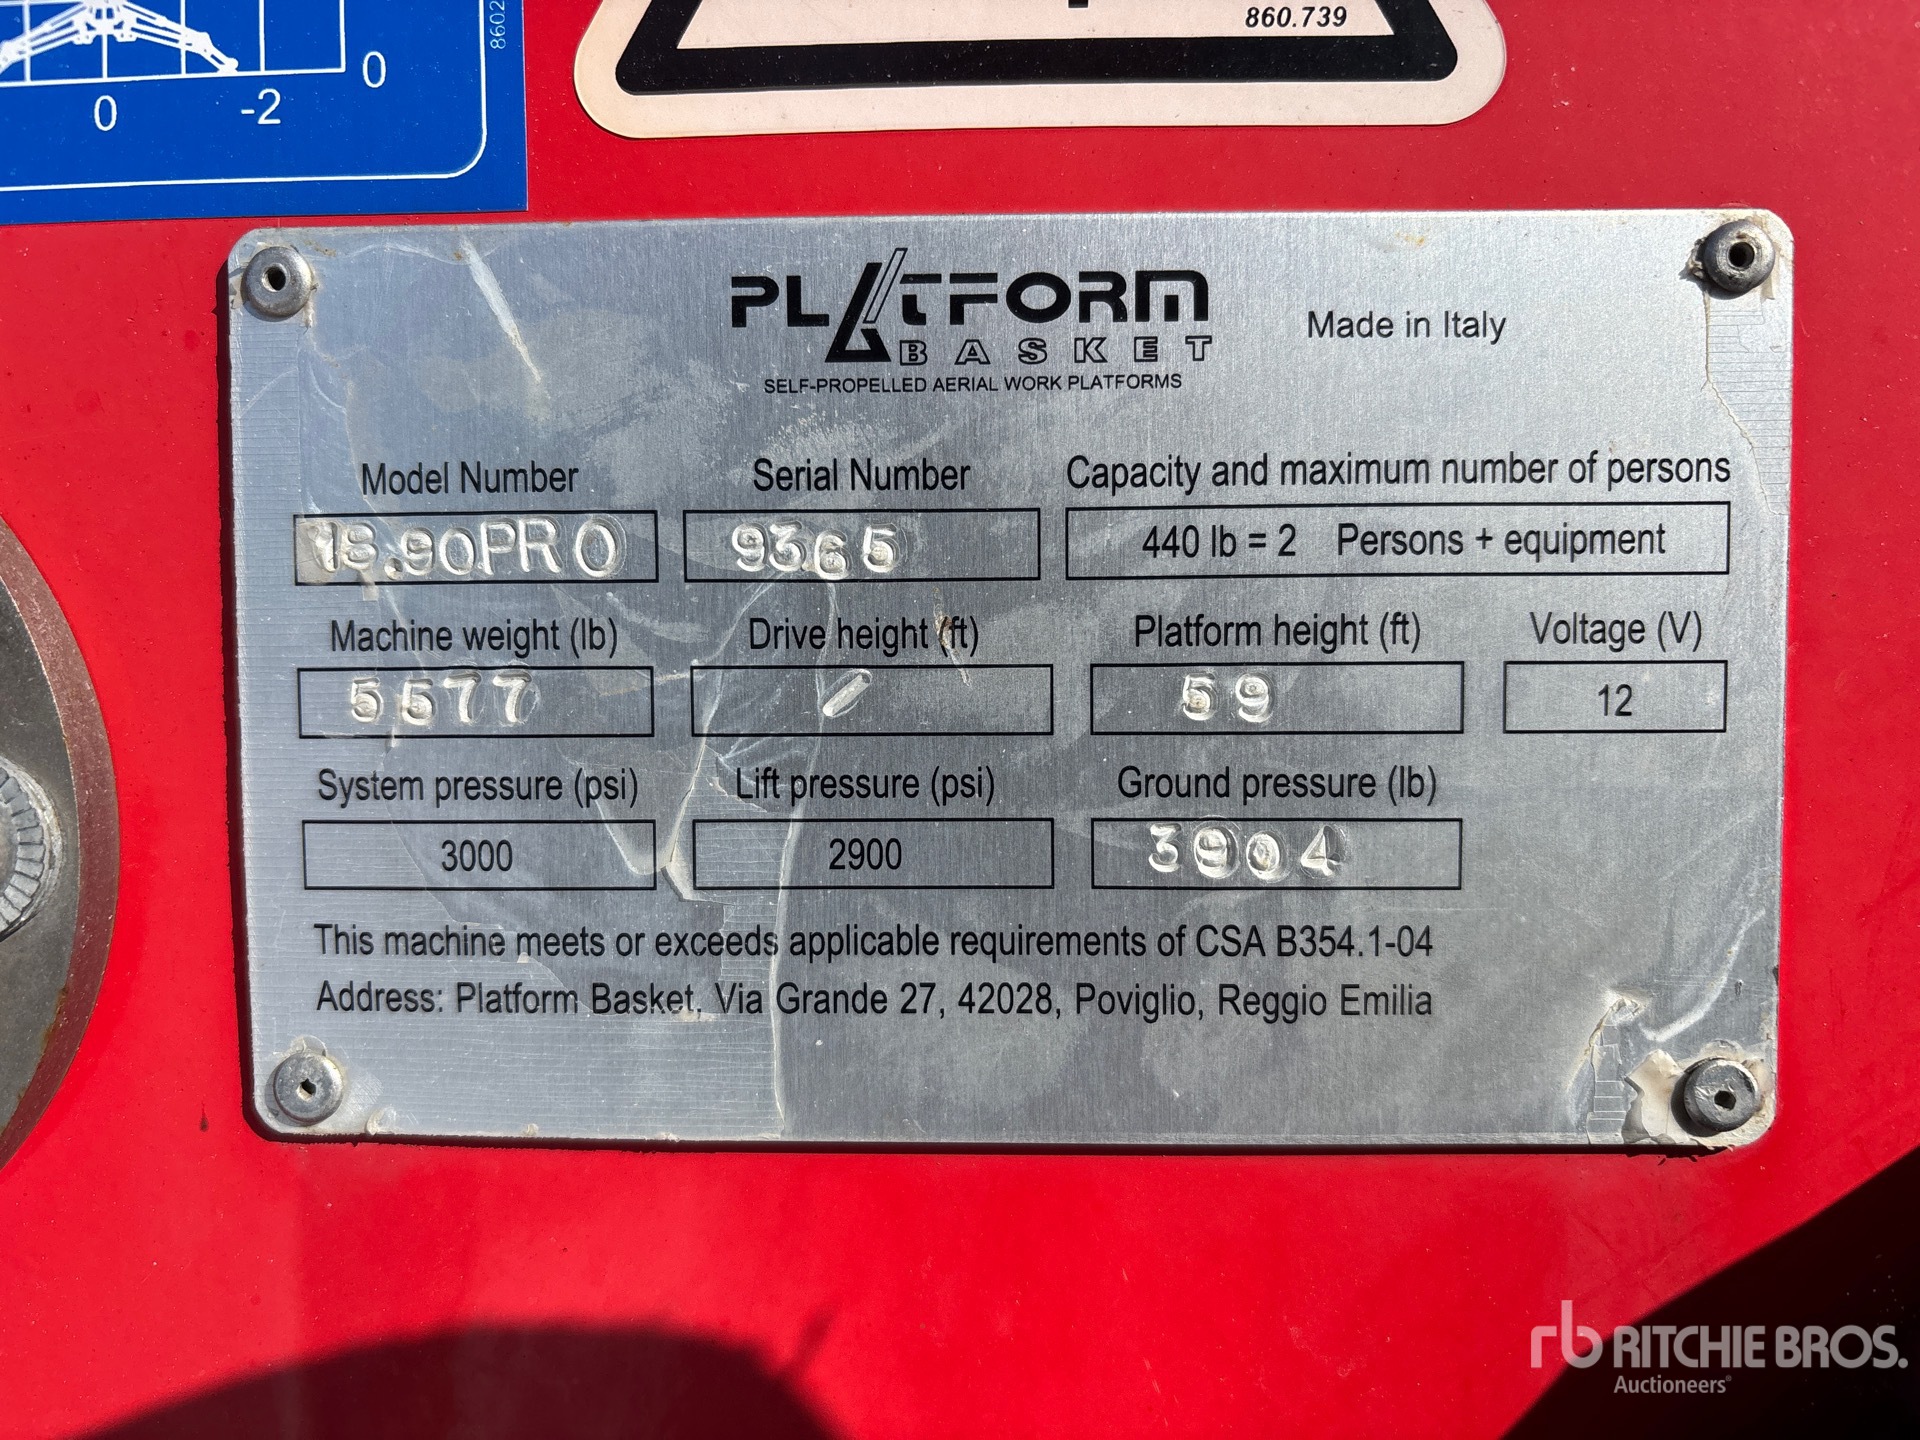 0
0
-2
8602
860.739
PLATFORM
BASKET
SELF-PROPELLED AERIAL WORK PLATFORMS
Made in Italy
Model Number
Serial Number
Capacity and maximum number of persons
18.90PRO
9365
440 lb = 2 Persons + equipment
Machine weight (lb)
Drive height (ft)
Platform height (ft)
Voltage (V)
5577
/
59
12
System pressure (psi)
Lift pressure (psi)
Ground pressure (lb)
3000
2900
3904
This machine meets or exceeds applicable requirements of CSA B354.1-04
Address: Platform Basket, Via Grande 27, 42028, Poviglio, Reggio Emilia
rb RITCHIE BROS.
Auctioneers